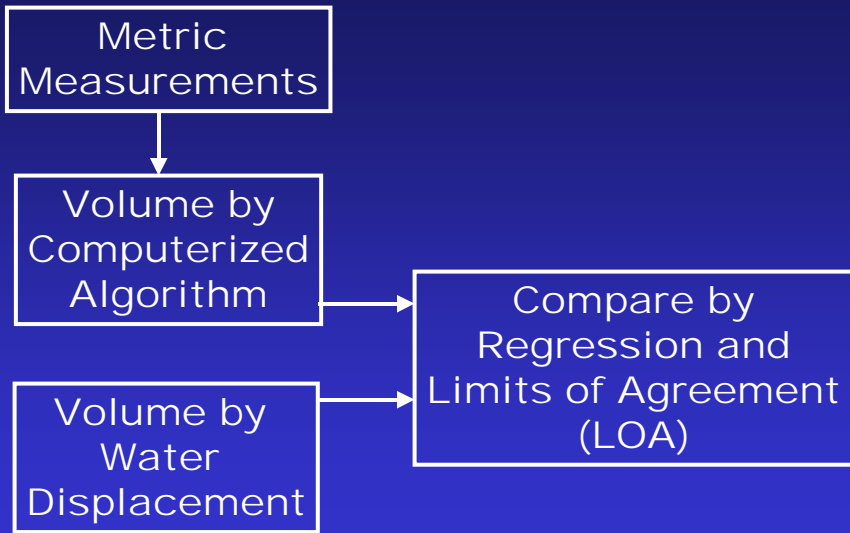 Metric
Measurements
Volume by
Computerized
Algorithm
Compare by
Regression and
Limits of Agreement
(LOA)
Volume by
Water
Displacement